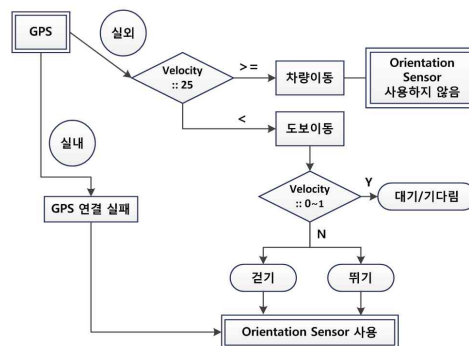 GPS
실외
Velocity
:: 25
>=
차량이동
Orientation
Sensor
사용하지 않음
<
도보이동
실내
Velocity
:: 0~1
Y
대기/기다림
GPS 연결 실패
N
걷기
뛰기
Orientation Sensor 사용